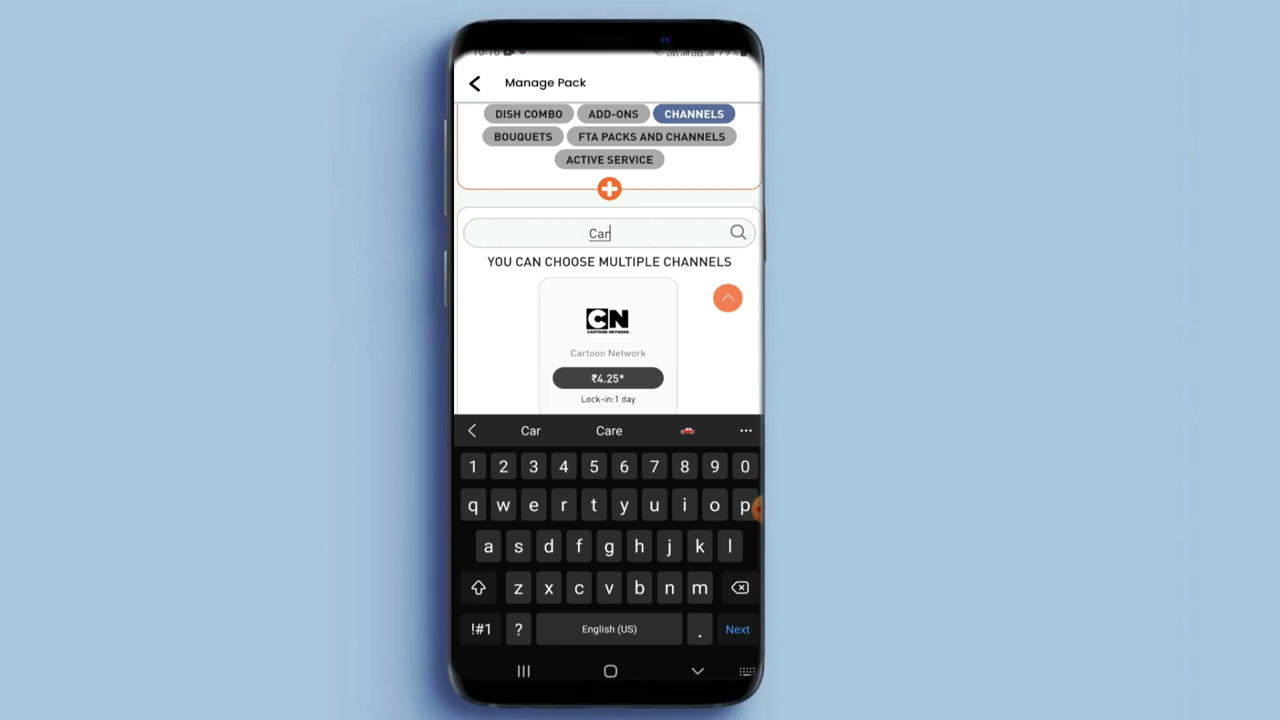 Manage Pack
DISH COMBO ADD-ONS CHANNELS
BOUQUETS FTA PACKS AND CHANNELS
ACTIVE SERVICE
Car
YOU CAN CHOOSE MULTIPLE CHANNELS
CN
CARTOON NETWORK
Cartoon Network
₹4.25*
Lock-in:1 day
Car Care
1 2 3 4 5 6 7 8 9 0
q w e r t y u i o p
a s d f g h j k l
z x c v b n m
!#1 ? English (US) . Next